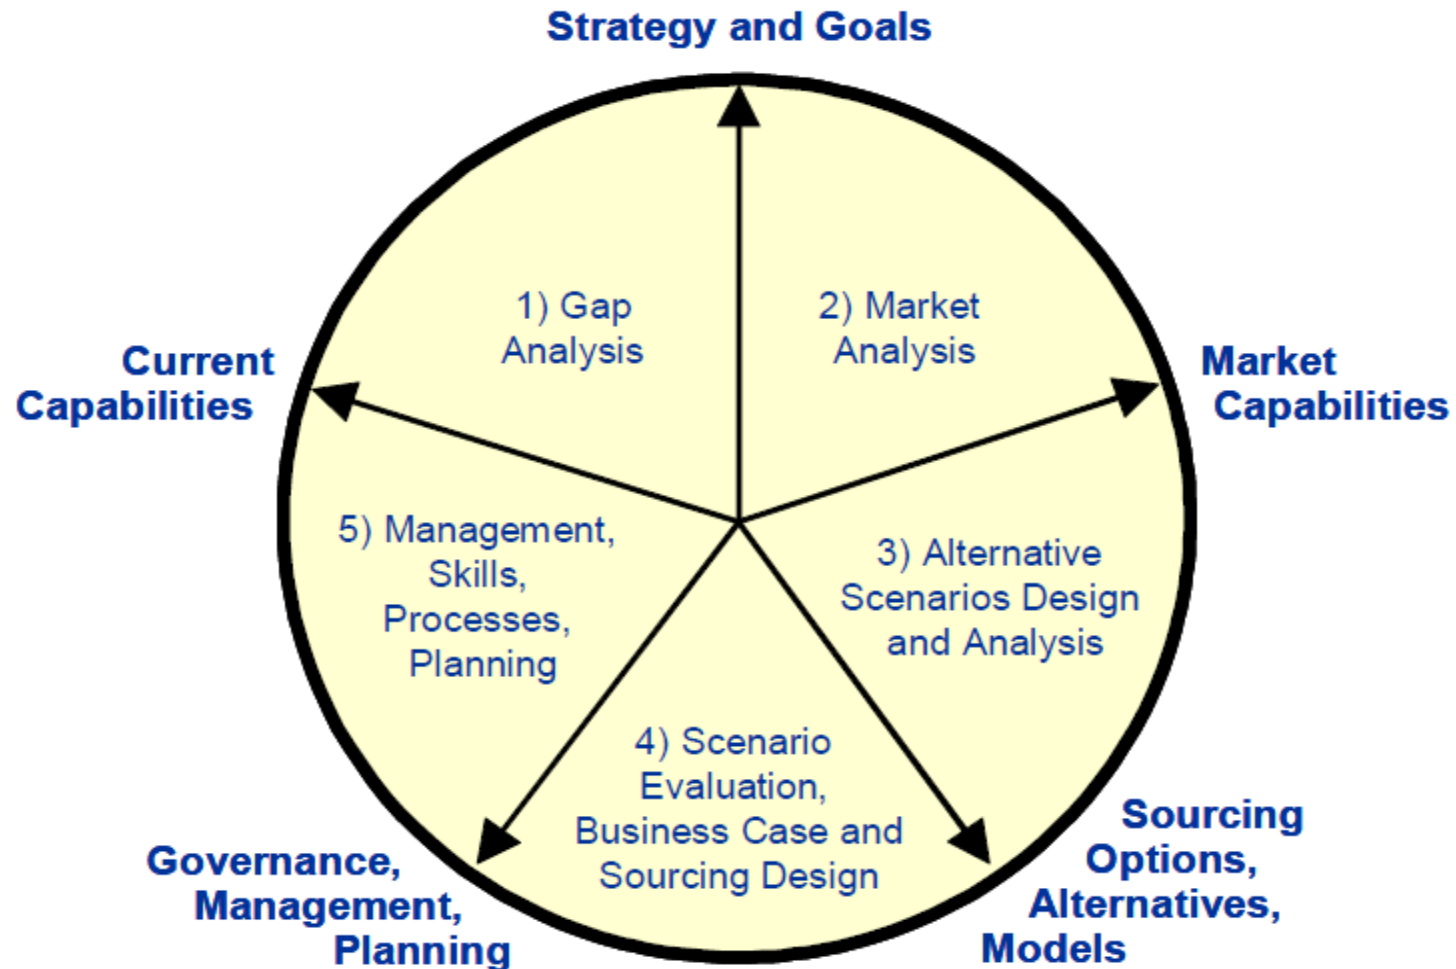 Strategy and Goals
1) Gap
Analysis
2) Market
Analysis
Current
Capabilities
Market
Capabilities
5) Management,
Skills,
Processes,
Planning
3) Alternative
Scenarios Design
and Analysis
4) Scenario
Evaluation,
Business Case and
Sourcing Design
Governance,
Management,
Planning
Sourcing
Options,
Alternatives,
Models